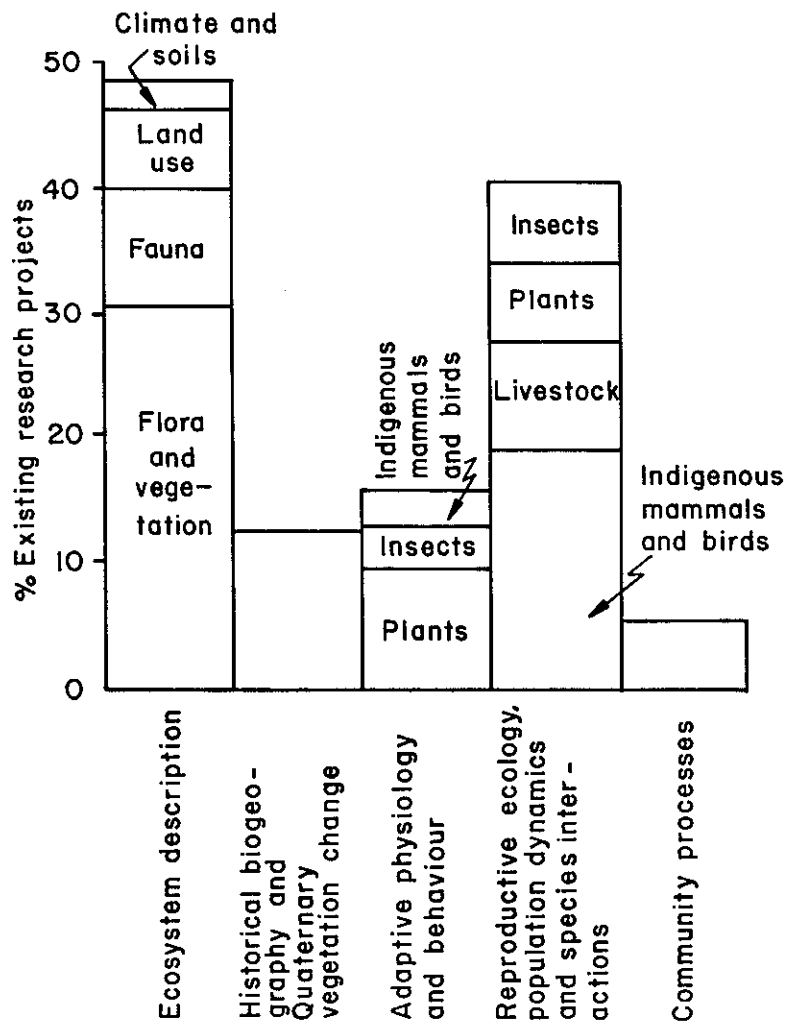 Climate and
soils
% Existing research projects
50
40
30
20
10
0
Land
use
Fauna
Flora
and
vege-
tation
Indigenous
mammals
and birds
Insects
Plants
Insects
Plants
Livestock
Indigenous
mammals
and birds
Ecosystem description
Historical biogeo-
graphy and
Quaternary
vegetation change
Adaptive physiology
and behaviour
Reproductive ecology,
population dynamics
and species inter-
actions
Community processes